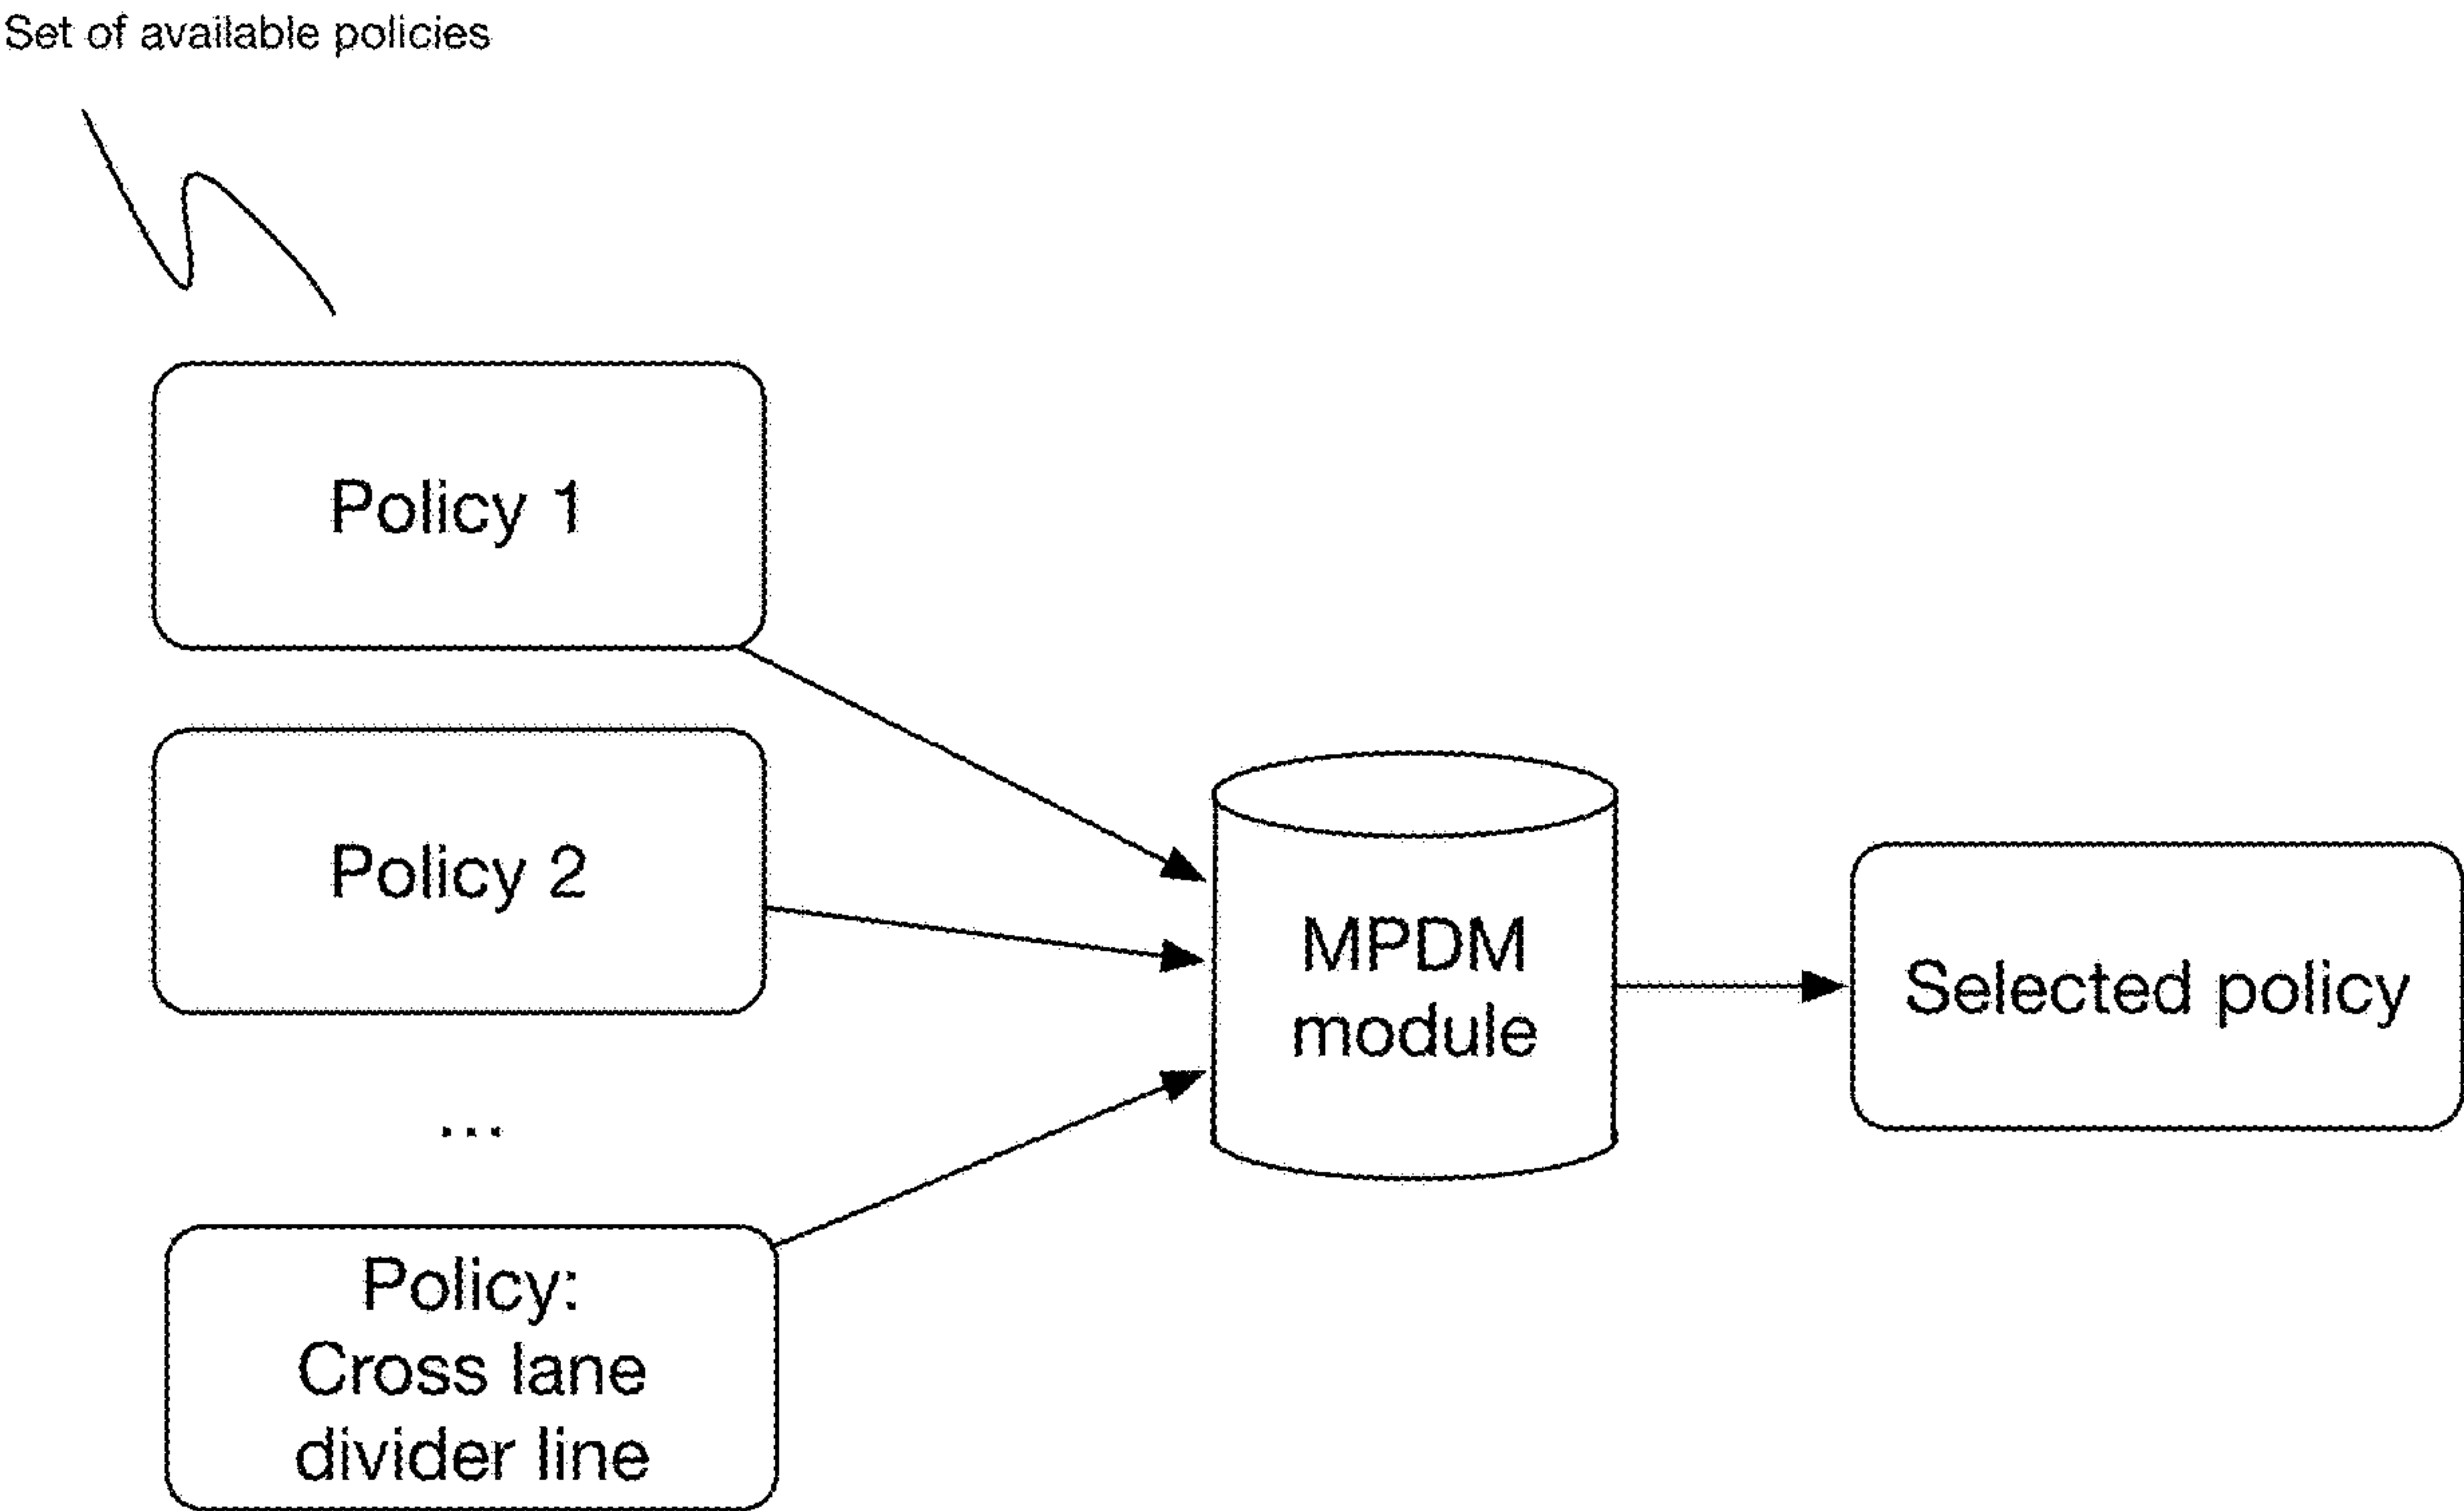 Set of available policies
Policy 1
Policy 2
...
Policy:
Cross lane
divider line
MPDM
module
Selected policy